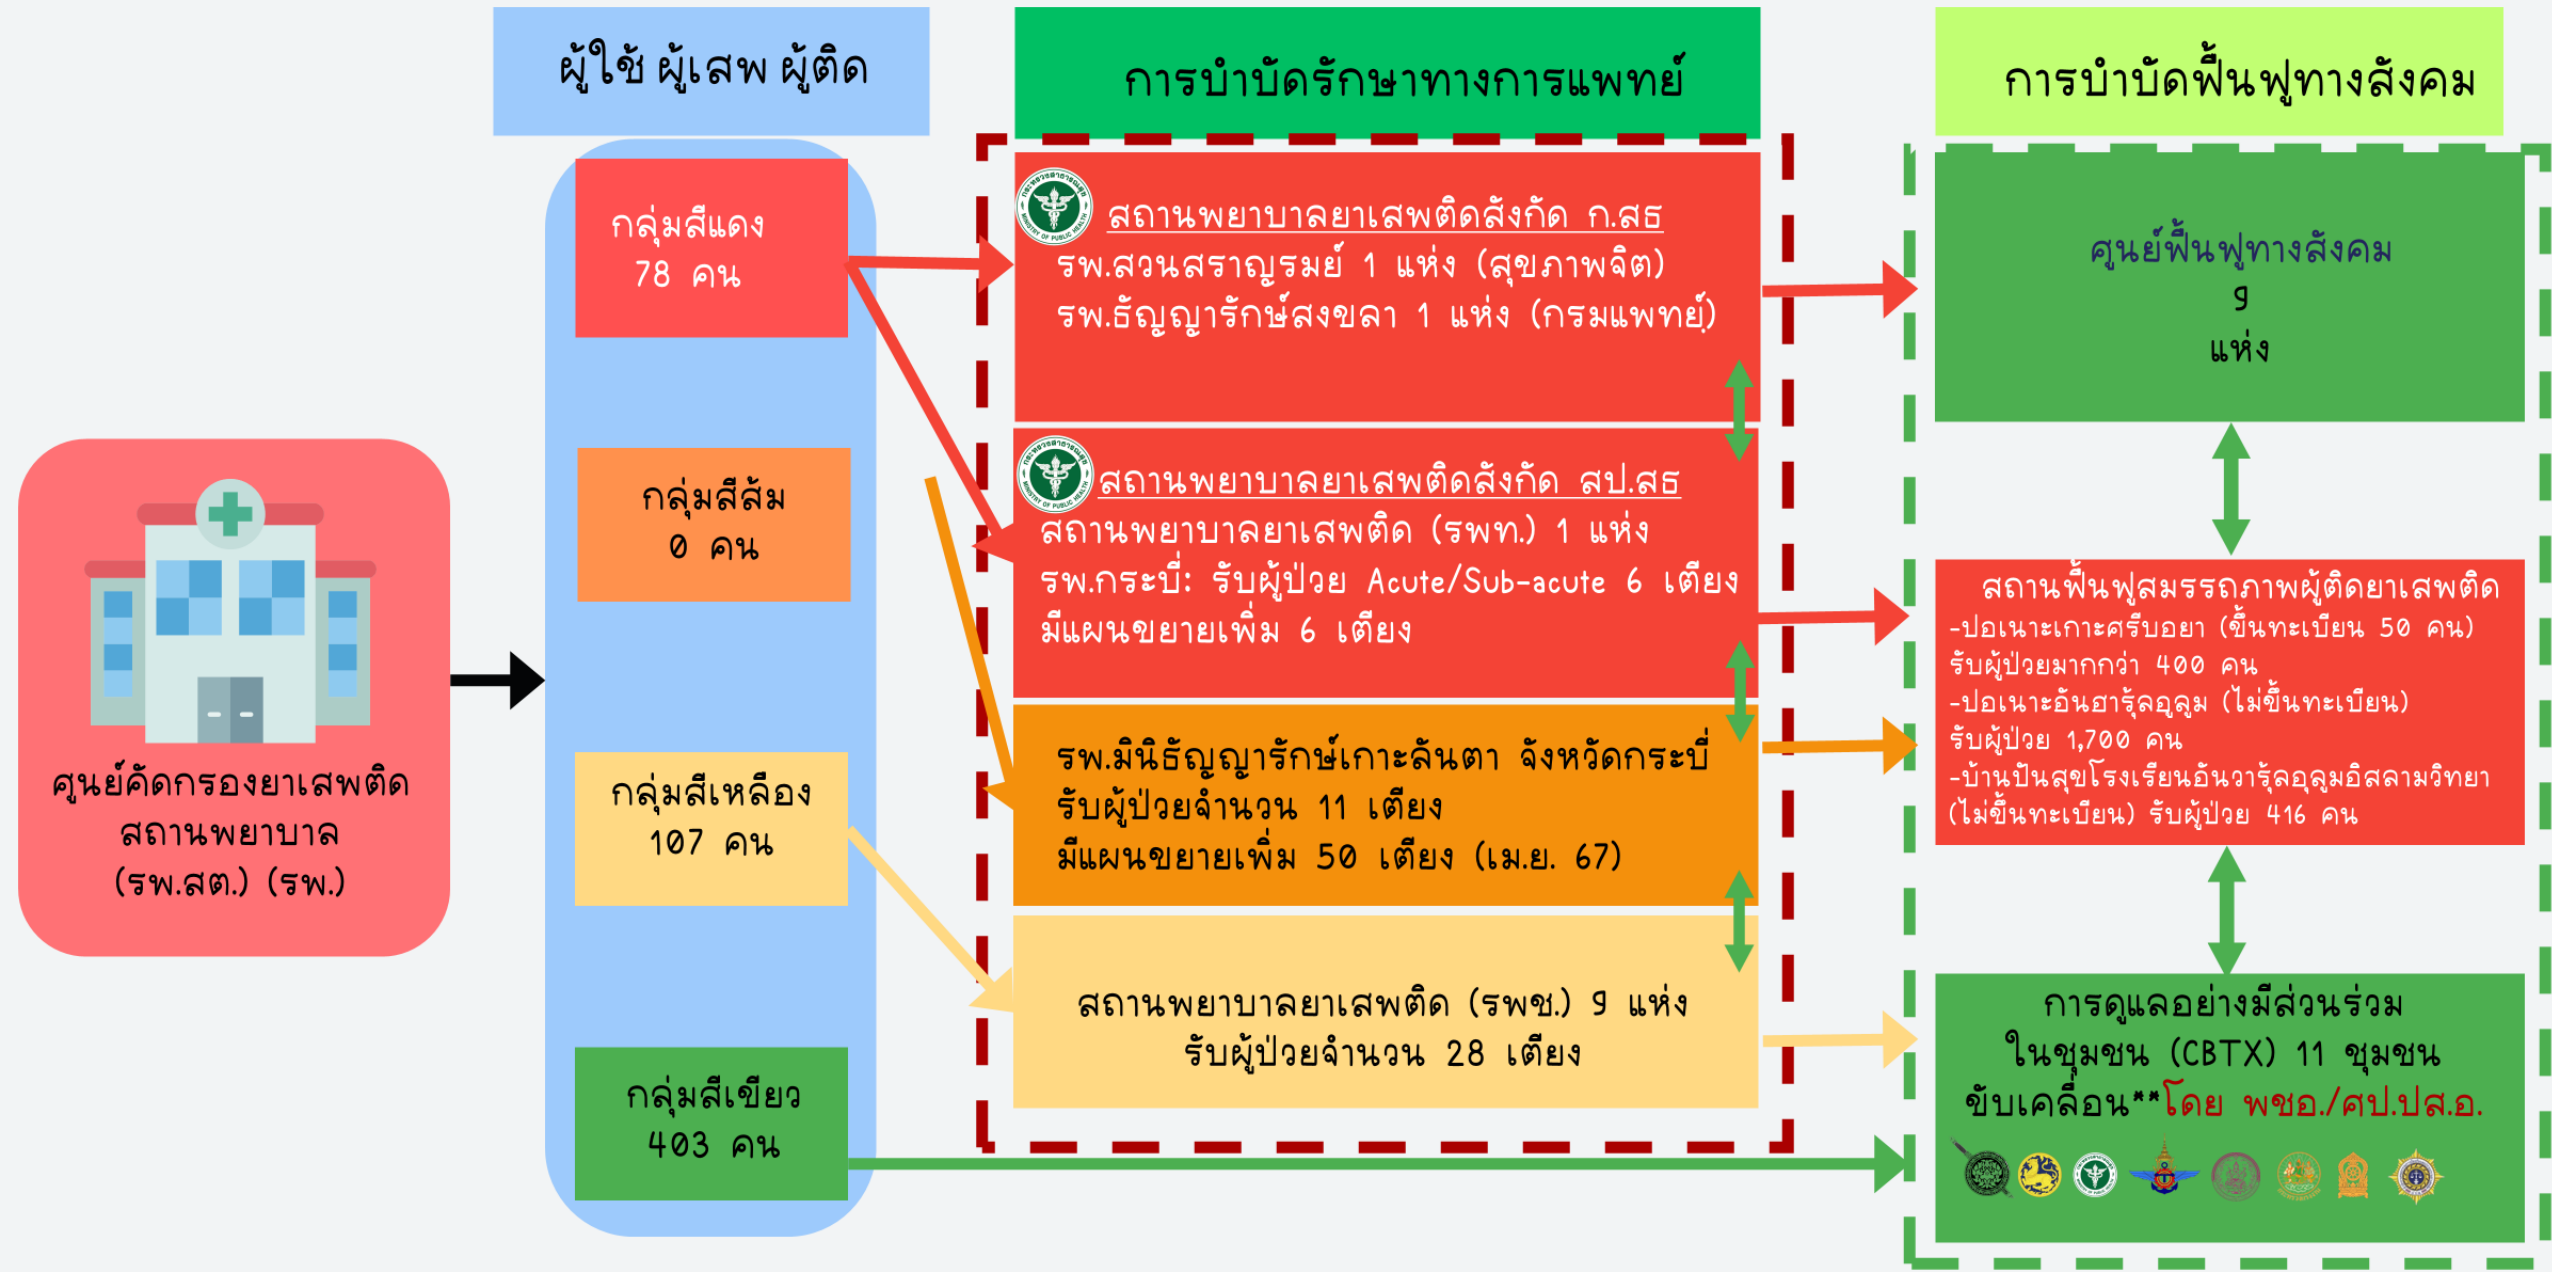 ผู้ใช้ ผู้เสพ ผู้ติด
การบำบัดรักษาทางการแพทย์
การบำบัดฟื้นฟูทางสังคม
ศูนย์คัดกรองยาเสพติด
สถานพยาบาล
(รพ.สต.) (รพ.)
กลุ่มสีแดง
78 คน
กลุ่มสีส้ม
0 คน
กลุ่มสีเหลือง
107 คน
กลุ่มสีเขียว
403 คน
สถานพยาบาลยาเสพติดสังกัด ก.สธ
รพ.สวนสราญรมย์ 1 แห่ง (สุขภาพจิต)
รพ.ธัญญารักษ์สงขลา 1 แห่ง (กรมแพทย์)
สถานพยาบาลยาเสพติดสังกัด สป.สธ
สถานพยาบาลยาเสพติด (รพท.) 1 แห่ง
รพ.กระบี่: รับผู้ป่วย Acute/Sub-acute 6 เตียง
มีแผนขยายเพิ่ม 6 เตียง
รพ.มินิธัญญารักษ์เกาะลันตา จังหวัดกระบี่
รับผู้ป่วยจำนวน 11 เตียง
มีแผนขยายเพิ่ม 50 เตียง (เม.ย. 67)
สถานพยาบาลยาเสพติด (รพช.) 9 แห่ง
รับผู้ป่วยจำนวน 28 เตียง
ศูนย์ฟื้นฟูทางสังคม
9
แห่ง
สถานฟื้นฟูสมรรถภาพผู้ติดยาเสพติด
-ปอเนาะเกาะศรีบอยา (ขึ้นทะเบียน 50 คน)
รับผู้ป่วยมากกว่า 400 คน
-ปอเนาะอันฮารุ้ลอูลูม (ไม่ขึ้นทะเบียน)
รับผู้ป่วย 1,700 คน
-บ้านปันสุขโรงเรียนอันวารุ้ลอุลูมอิสลามวิทยา
(ไม่ขึ้นทะเบียน) รับผู้ป่วย 416 คน
การดูแลอย่างมีส่วนร่วม
ในชุมชน (CBTX) 11 ชุมชน
ขับเคลื่อน**โดย พชอ./ศป.ปส.อ.